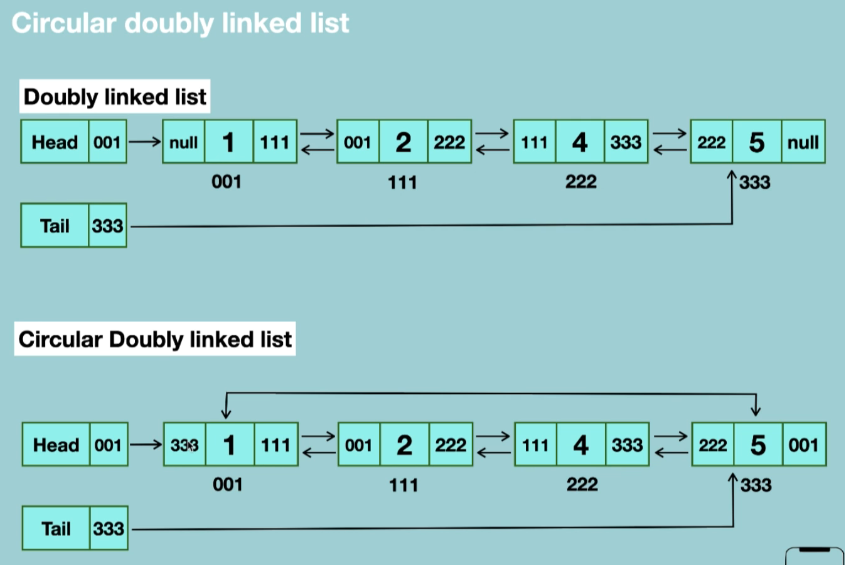 Circular doubly linked list
Doubly linked list
Head 001 null 1 111 001 2 222 111 4 333 222 5 null
001 111 222 333
Tail 333
Circular Doubly linked list
Head 001 333 1 111 001 2 222 111 4 333 222 5 001
001 111 222 333
Tail 333